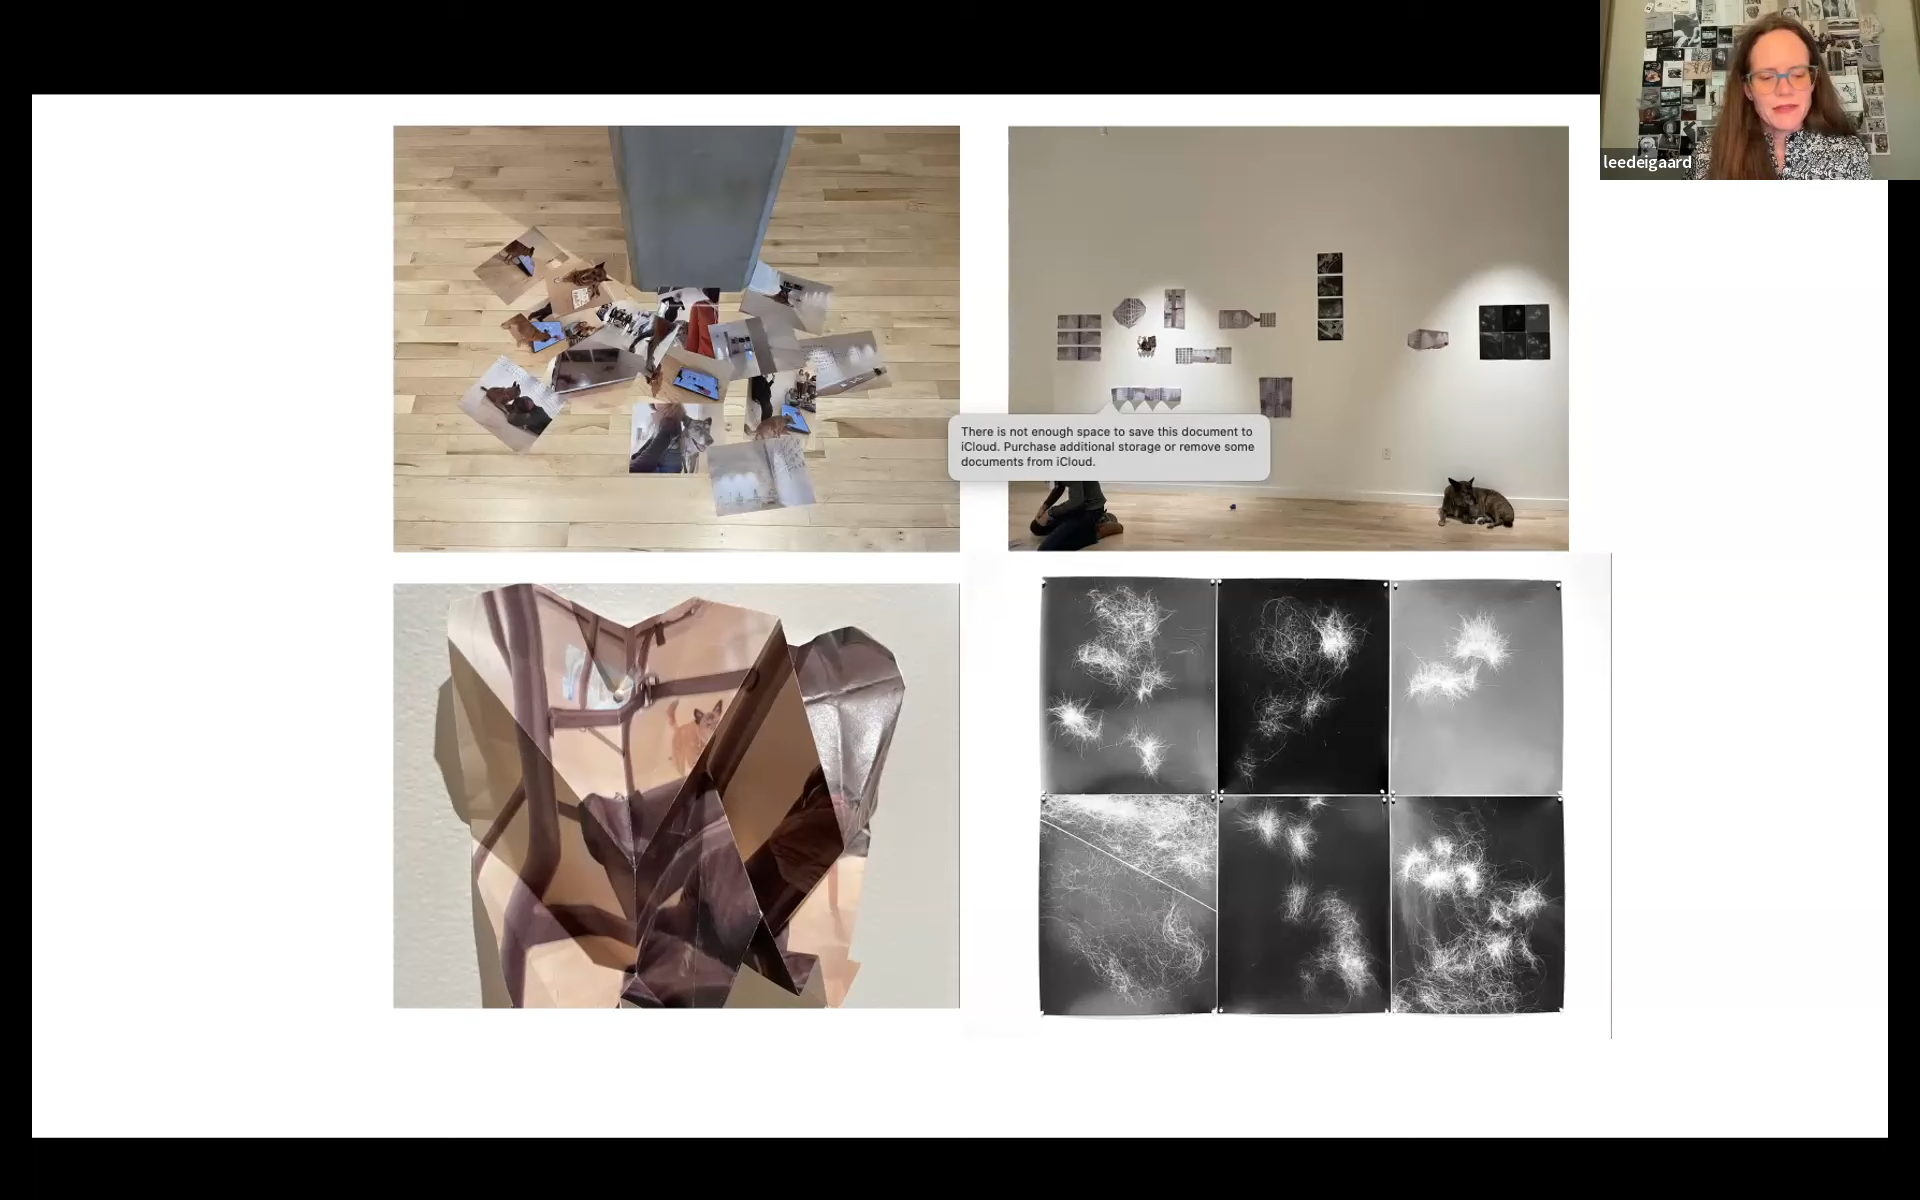 leedeigaard
There is not enough space to save this document to
iCloud. Purchase additional storage or remove some
documents from iCloud.